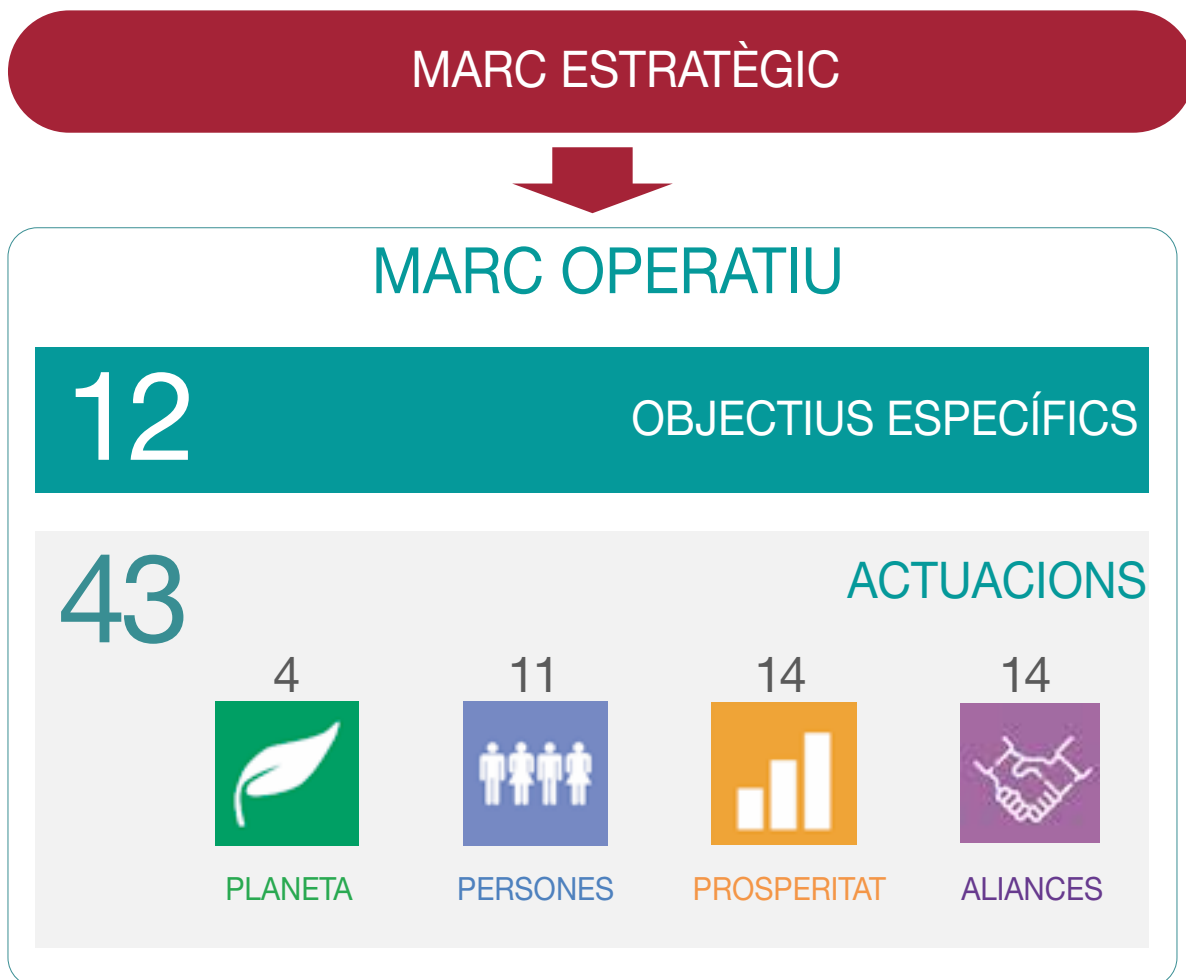 MARC ESTRATÈGIC
MARC OPERATIU
12
OBJECTIUS ESPECÍFICS
43
ACTUACIONS
4
11
14
14
PLANETA
PERSONES
PROSPERITAT
ALIANCES